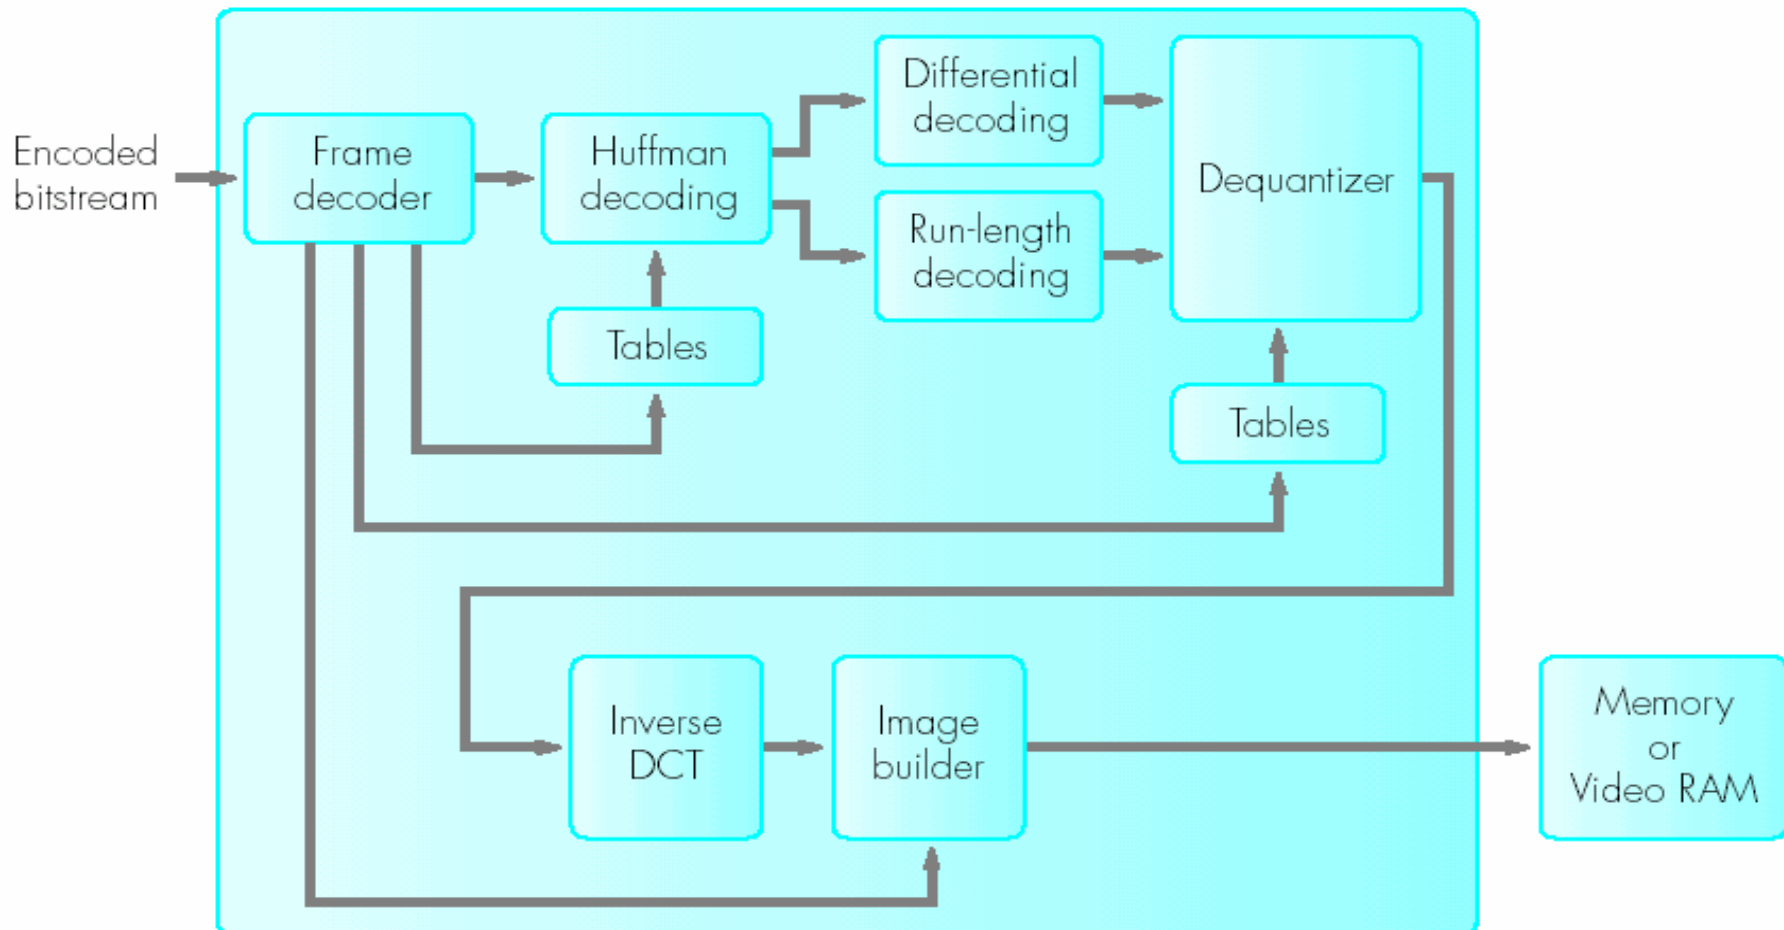 Encoded
bitstream
Frame
decoder
Huffman
decoding
Differential
decoding
Run-length
decoding
Dequantizer
Tables
Tables
Inverse
DCT
Image
builder
Memory
or
Video RAM